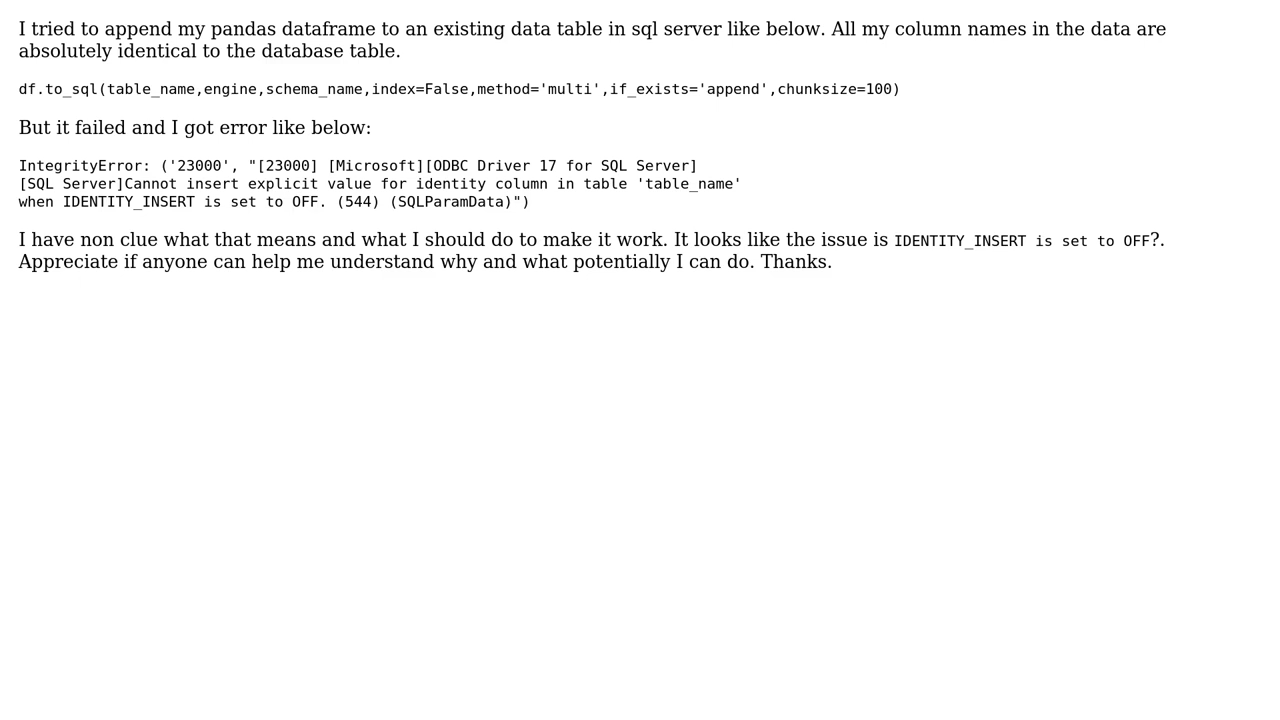 I tried to append my pandas dataframe to an existing data table in sql server like below. All my column names in the data are
absolutely identical to the database table.
df.to_sql(table_name,engine,schema_name,index=False,method='multi',if_exists='append',chunksize=100)
But it failed and I got error like below:
IntegrityError: ('23000', "[23000] [Microsoft][ODBC Driver 17 for SQL Server]
[SQL Server]Cannot insert explicit value for identity column in table 'table_name'
when IDENTITY_INSERT is set to OFF. (544) (SQLParamData)")
I have non clue what that means and what I should do to make it work. It looks like the issue is IDENTITY_INSERT is set to OFF?.
Appreciate if anyone can help me understand why and what potentially I can do. Thanks.